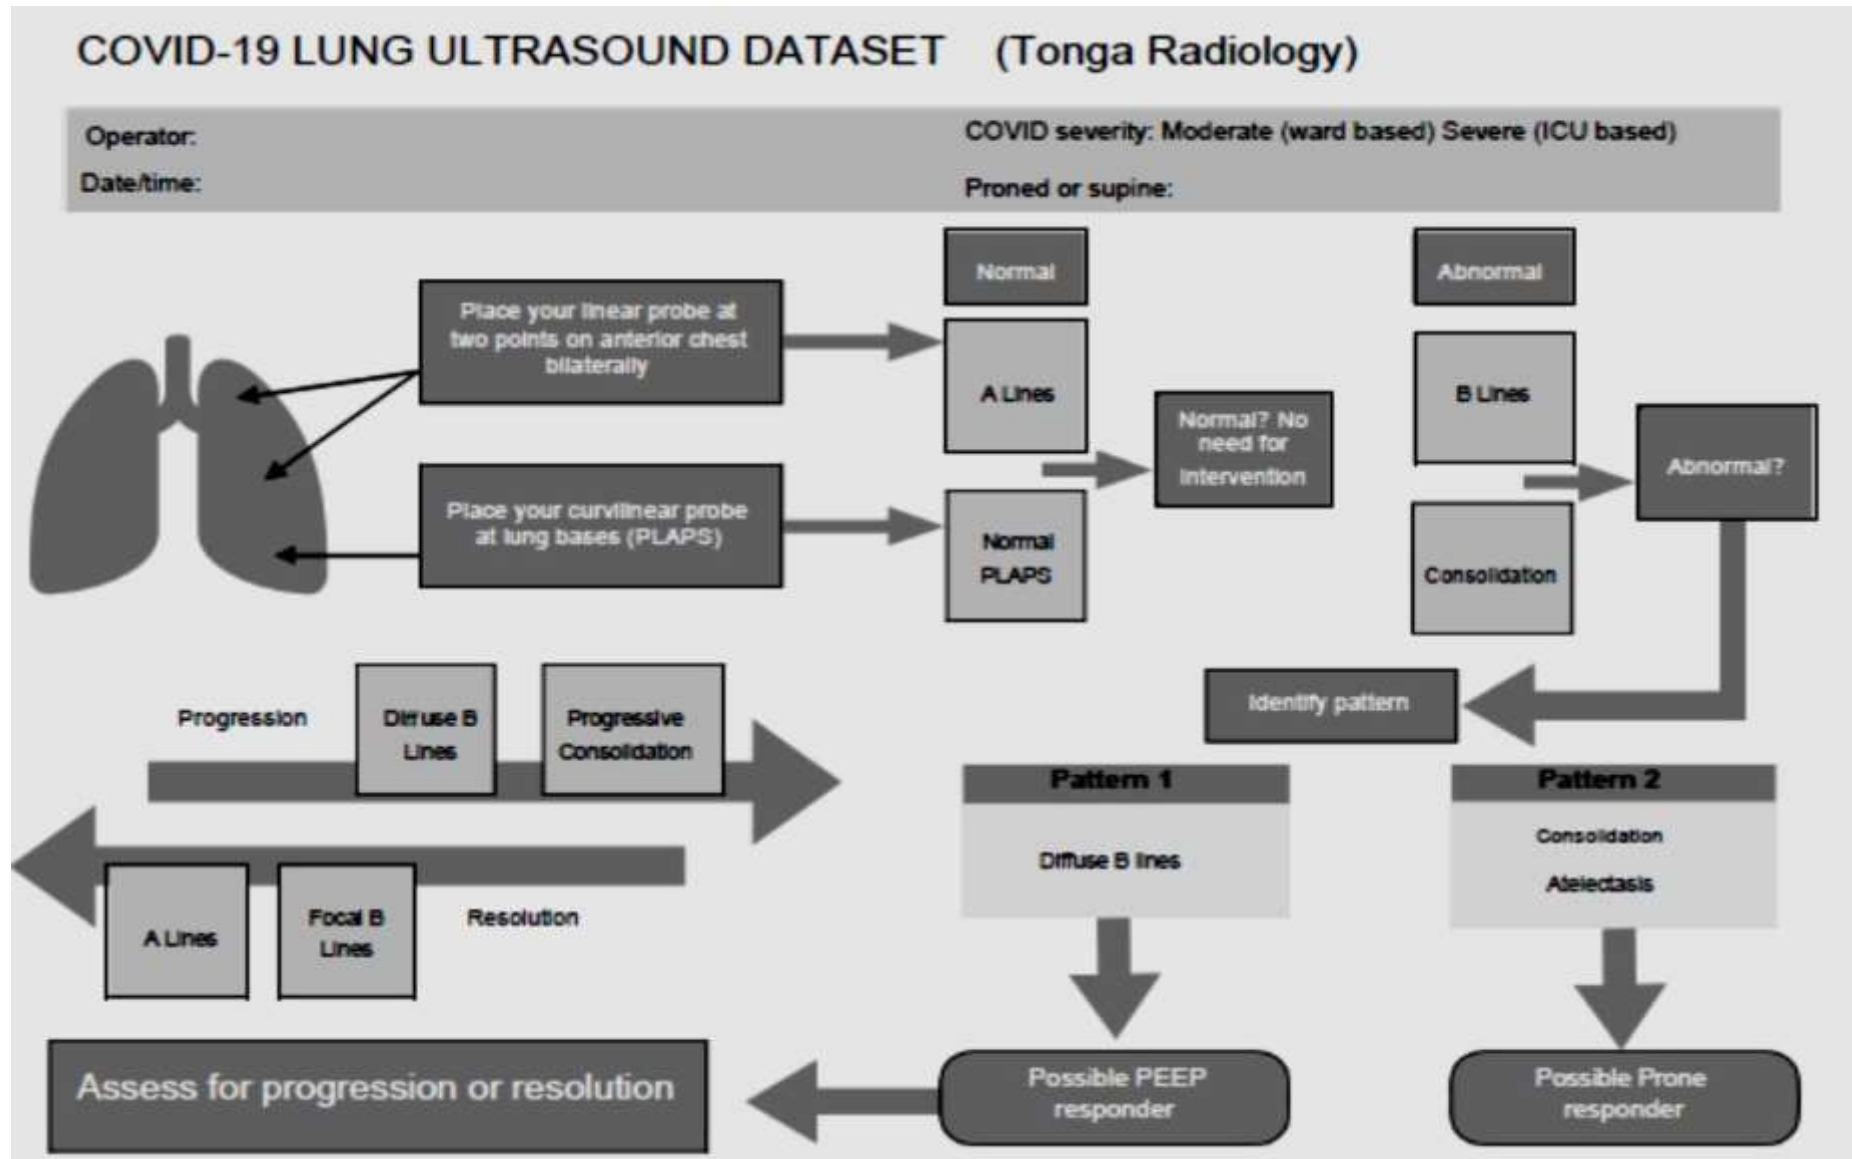 COVID-19 LUNG ULTRASOUND DATASET (Tonga Radiology)
Operator:
COVID severity: Moderate (ward based) Severe (ICU based)
Date/time:
Proned or supine:
Normal
Abnormal
Place your linear probe at
two points on anterior chest
bilaterally
A Lines
B Lines
Normal? No
need for
Intervention
Abnormal?
Place your curvilinear probe
at lung bases (PLAPS)
Normal
PLAPS
Consolidation
Identify pattern
Progression
Diffuse B
Lines
Progressive
Consolidation
A Lines
Focal B
Lines
Resolution
Pattern 1
Diffuse B lines
Pattern 2
Consolidation
Atelectasis
Assess for progression or resolution
Possible PEEP
responder
Possible Prone
responder